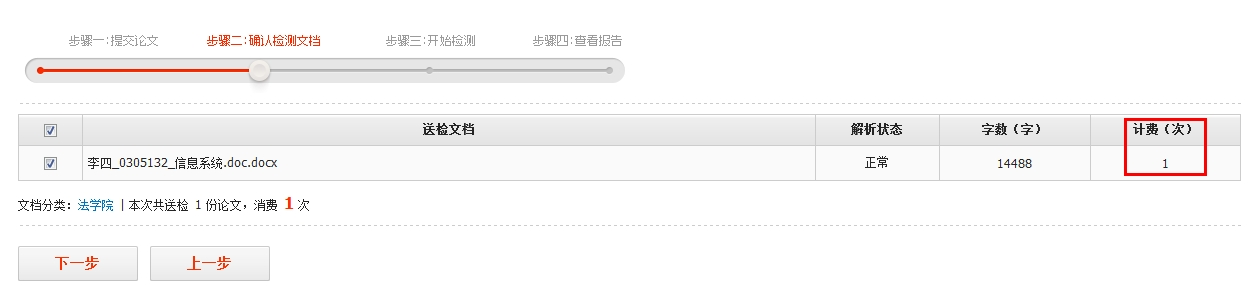 步骤一:提交论文 步骤二:确认检测文档 步骤三:开始检测 步骤四:查看报告
送检文档 解析状态 字数（字） 计费（次）
李四_0305132_信息系统.doc.docx 正常 14488 1
文档分类: 法学院 | 本次共送检 1 份论文，消费 1 次
下一步 上一步